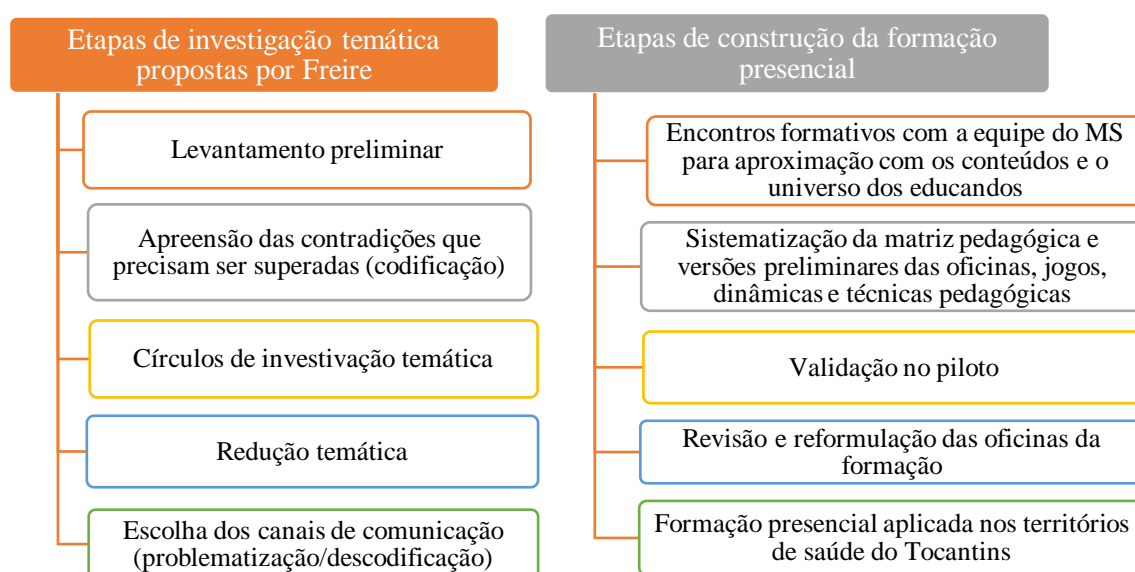 Etapas de investigação temática
propostas por Freire
Levantamento preliminar
Apreensão das contradições que
precisam ser superadas (codificação)
Círculos de investivação temática
Redução temática
Escolha dos canais de comunicação
(problematização/descodificação)
Etapas de construção da formação
presencial
Encontros formativos com a equipe do MS
para aproximação com os conteúdos e o
universo dos educandos
Sistematização da matriz pedagógica e
versões preliminares das oficinas, jogos,
dinâmicas e técnicas pedagógicas
Validação no piloto
Revisão e reformulação das oficinas da
formação
Formação presencial aplicada nos territórios
de saúde do Tocantins